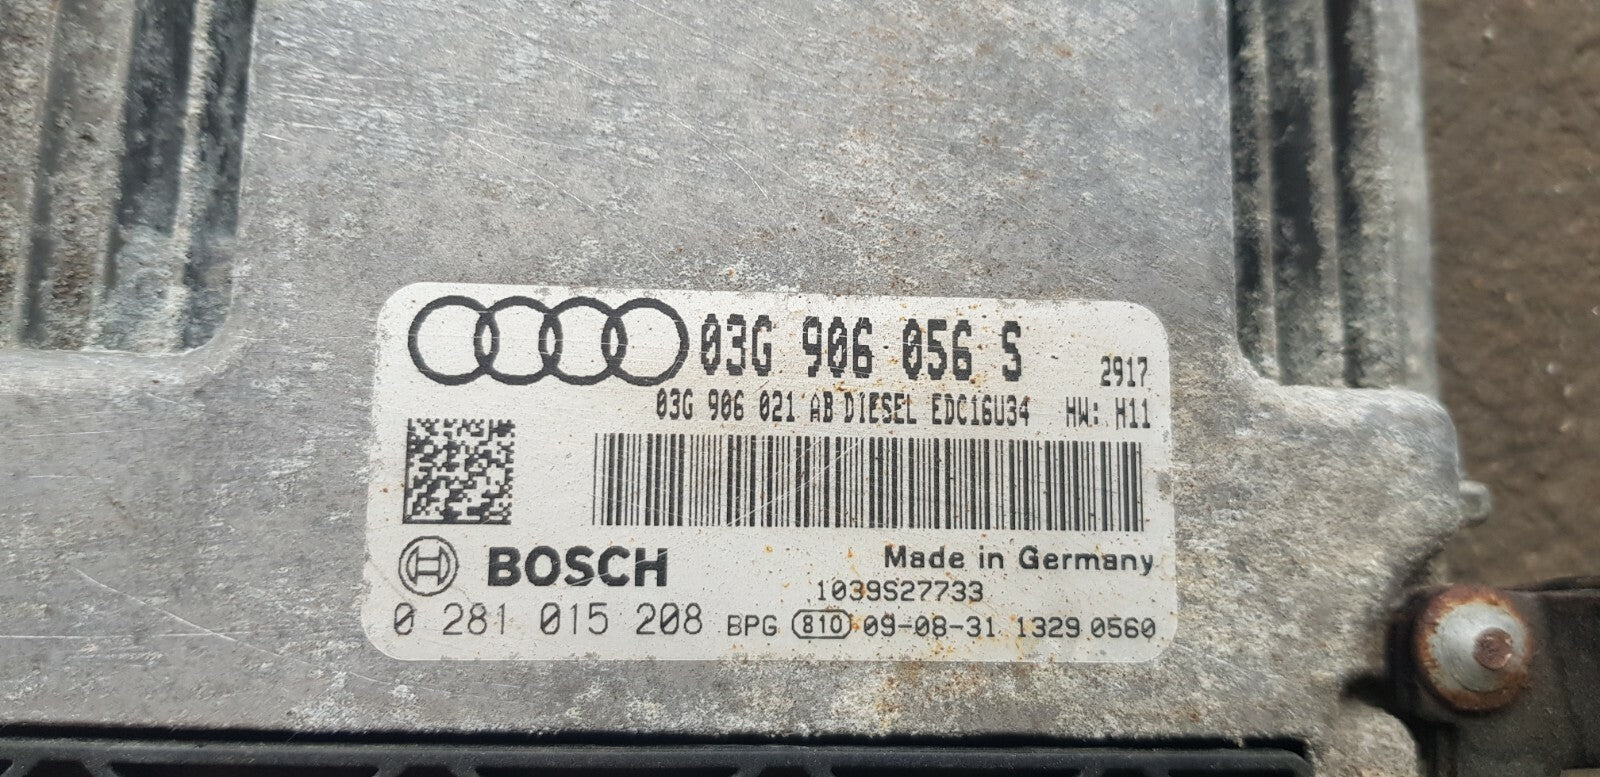 03G 906 056 S
2917
03G 906 021 AB DIESEL EDC16U34 HW: H11
BOSCH
Made in Germany
1039S27733
0 281 015 208 BPG 810 09-08-31 1329 0560